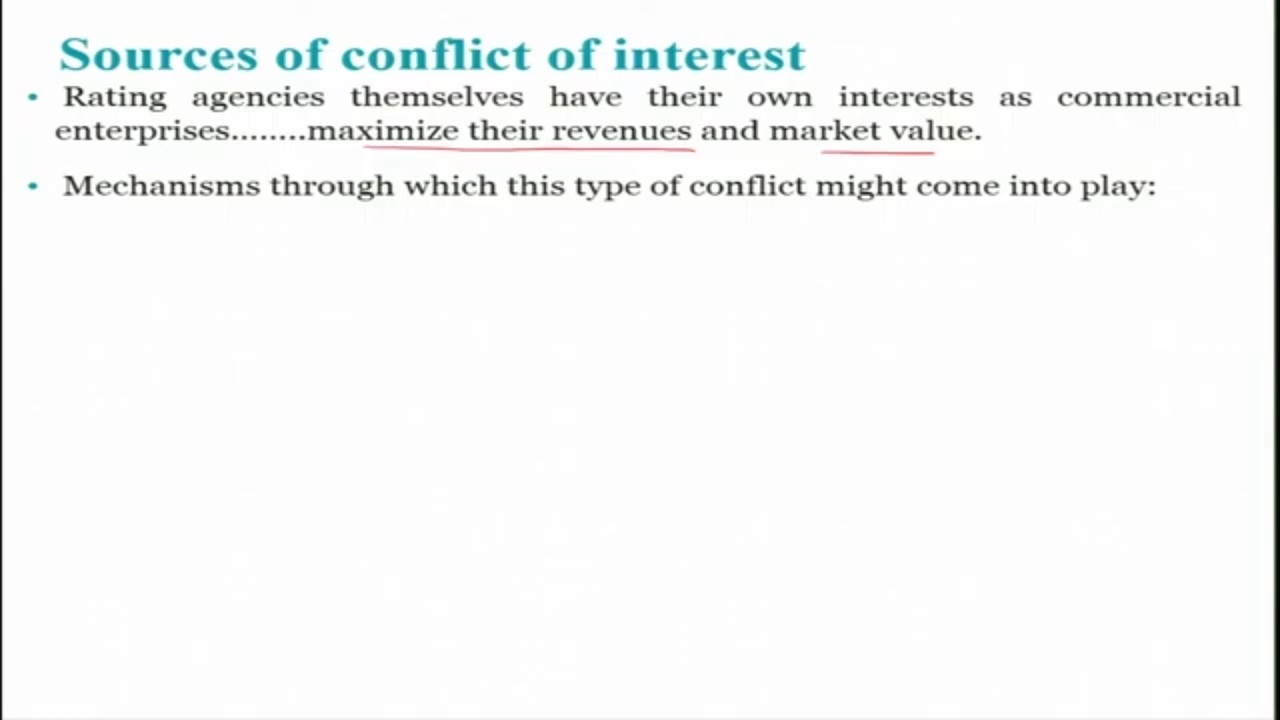 Sources of conflict of interest
• Rating agencies themselves have their own interests as commercial
enterprises........maximize their revenues and market value.
• Mechanisms through which this type of conflict might come into play: